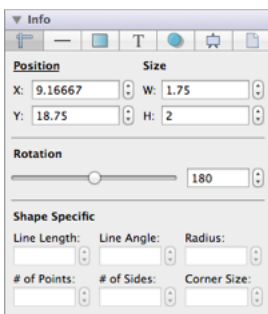 Info
T
Position Size
X: 9.16667 W: 1.75
Y: 18.75 H: 2
Rotation
180
Shape Specific
Line Length: Line Angle: Radius:
# of Points: # of Sides: Corner Size: